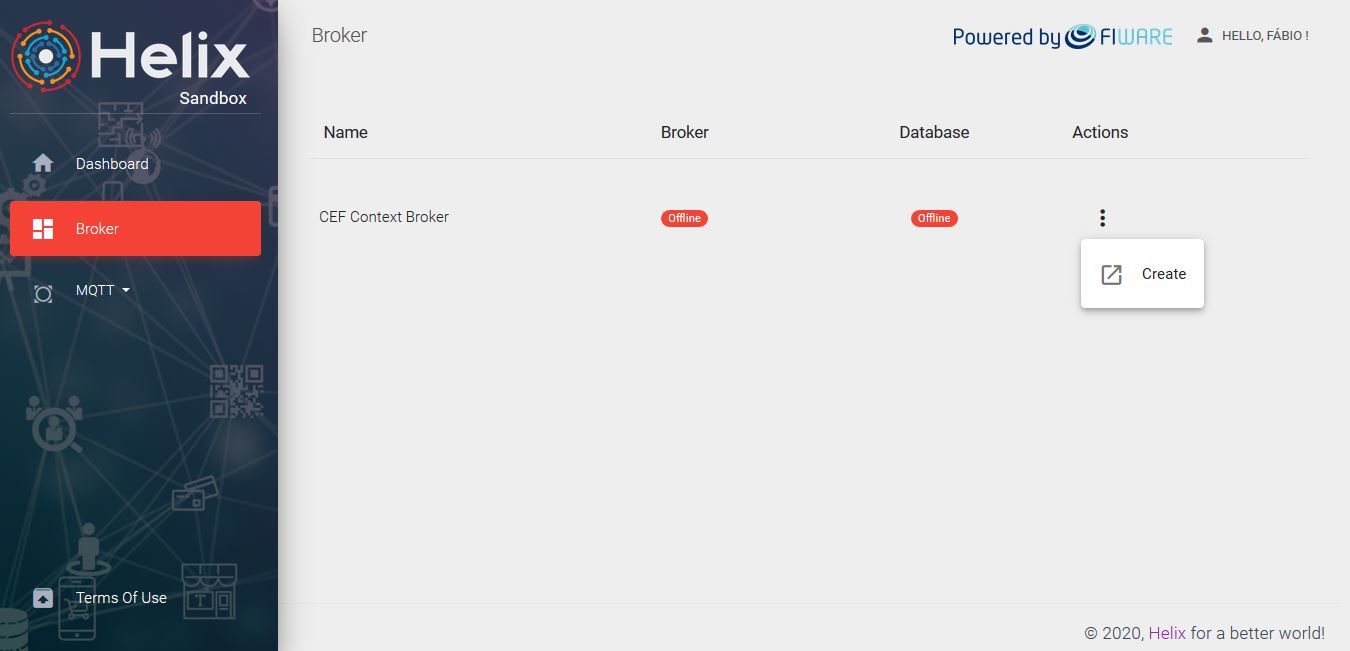 Helix
Sandbox
Dashboard
Broker
MQTT
Terms Of Use
Broker
Powered by FIWARE
HELLO, FÁBIO !
Name Broker Database Actions
CEF Context Broker Offline Offline
Create
© 2020, Helix for a better world!
T